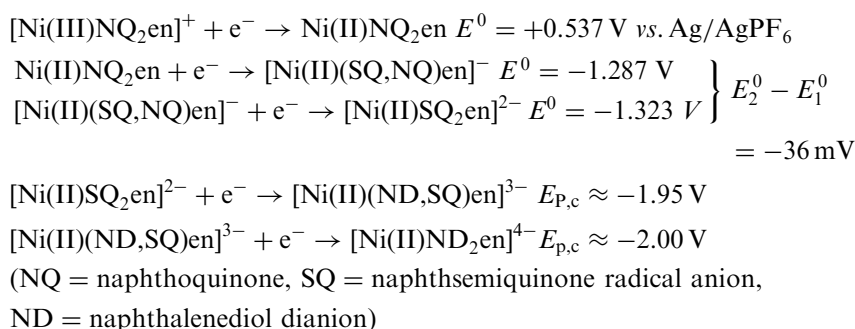 [Ni(III)NQ₂en]⁺ + e⁻ → Ni(II)NQ₂en E⁰ = +0.537 V vs. Ag/AgPF₆
Ni(II)NQ₂en + e⁻ → [Ni(II)(SQ,NQ)en]⁻ E⁰ = −1.287 V
[Ni(II)(SQ,NQ)en]⁻ + e⁻ → [Ni(II)SQ₂en]²⁻ E⁰ = −1.323 V } E₂⁰ − E₁⁰
= −36 mV
[Ni(II)SQ₂en]²⁻ + e⁻ → [Ni(II)(ND,SQ)en]³⁻ E_P,c ≈ −1.95 V
[Ni(II)(ND,SQ)en]³⁻ + e⁻ → [Ni(II)ND₂en]⁴⁻ E_p,c ≈ −2.00 V
(NQ = naphthoquinone, SQ = naphthsemiquinone radical anion,
ND = naphthalenediol dianion)